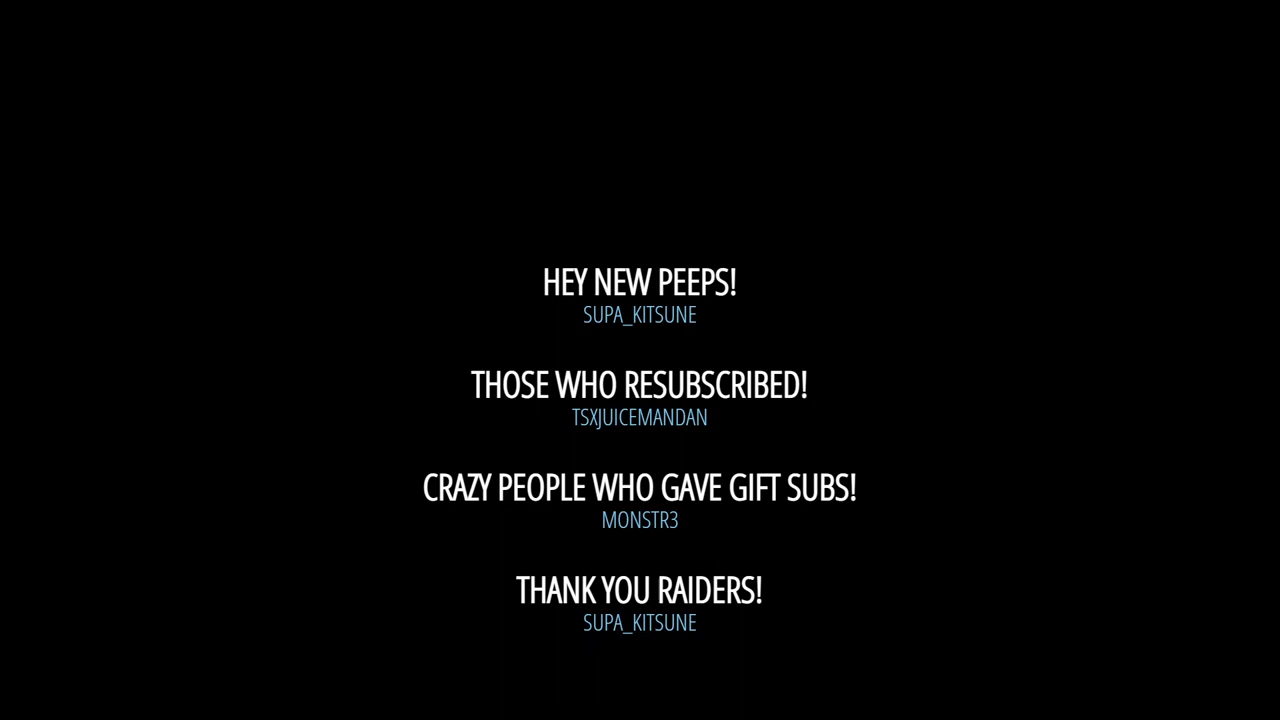 HEY NEW PEEPS!
SUPA_KITSUNE
THOSE WHO RESUBSCRIBED!
TSXJUICEMANDAN
CRAZY PEOPLE WHO GAVE GIFT SUBS!
MONSTR3
THANK YOU RAIDERS!
SUPA_KITSUNE